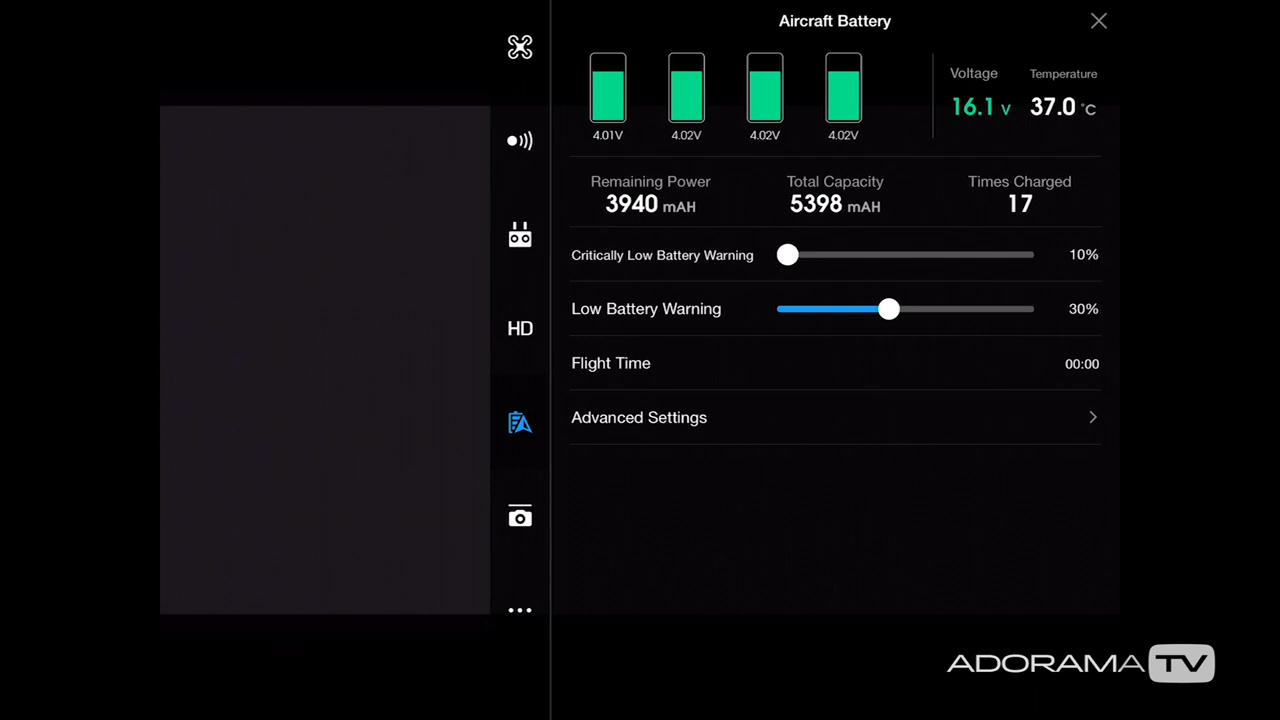 Aircraft Battery
4.01V 4.02V 4.02V 4.02V
Voltage Temperature
16.1 V 37.0 °C
Remaining Power Total Capacity Times Charged
3940 mAH 5398 mAH 17
Critically Low Battery Warning 10%
Low Battery Warning 30%
HD
Flight Time 00:00
Advanced Settings
ADORAMA TV